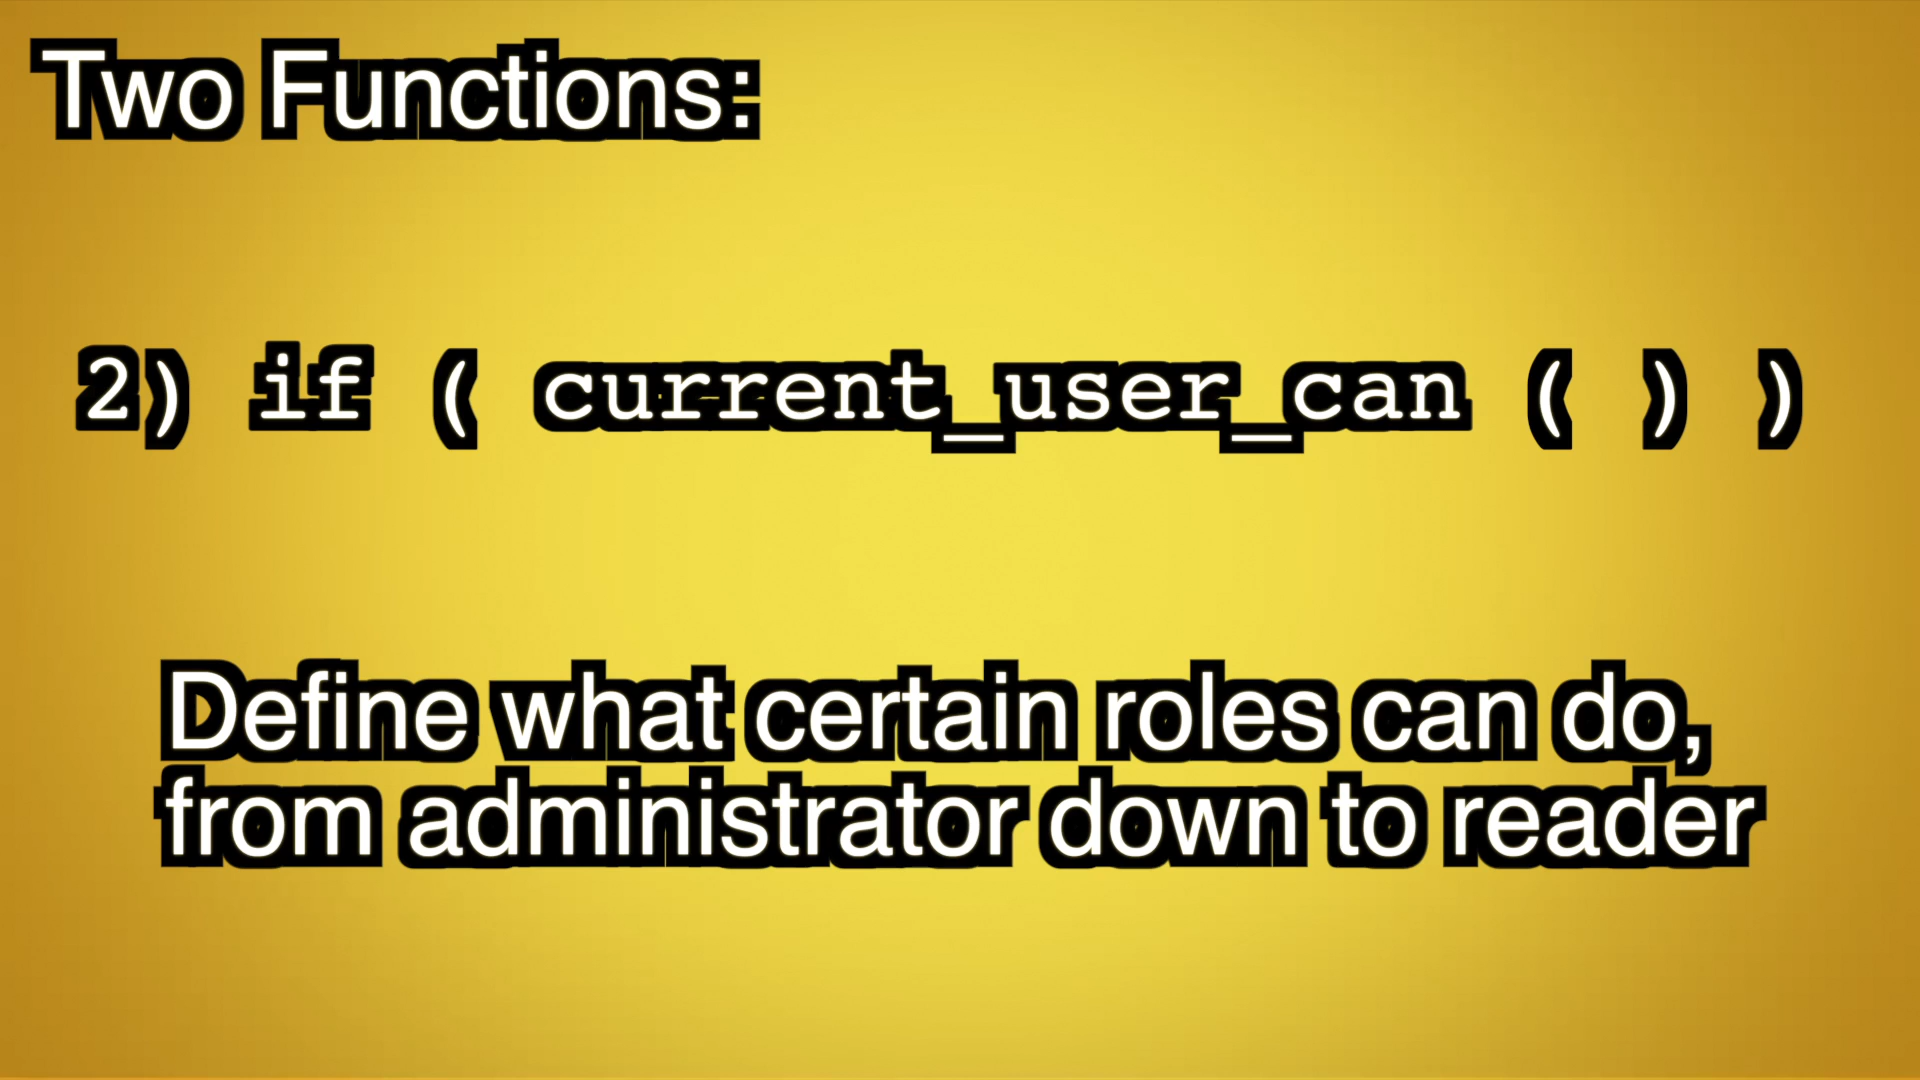 Two Functions:
2) if ( current_user_can ( ) )
Define what certain roles can do,
from administrator down to reader